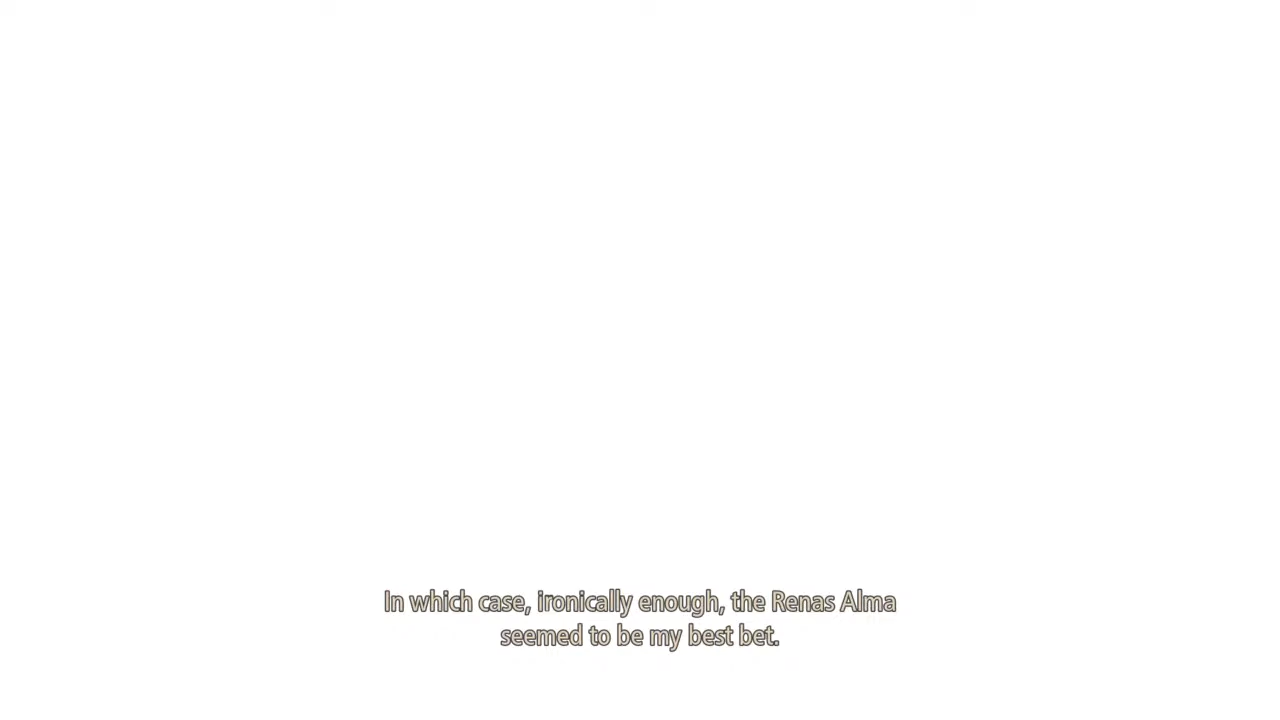 In which case, ironically enough, the Renas Alma
seemed to be my best bet.